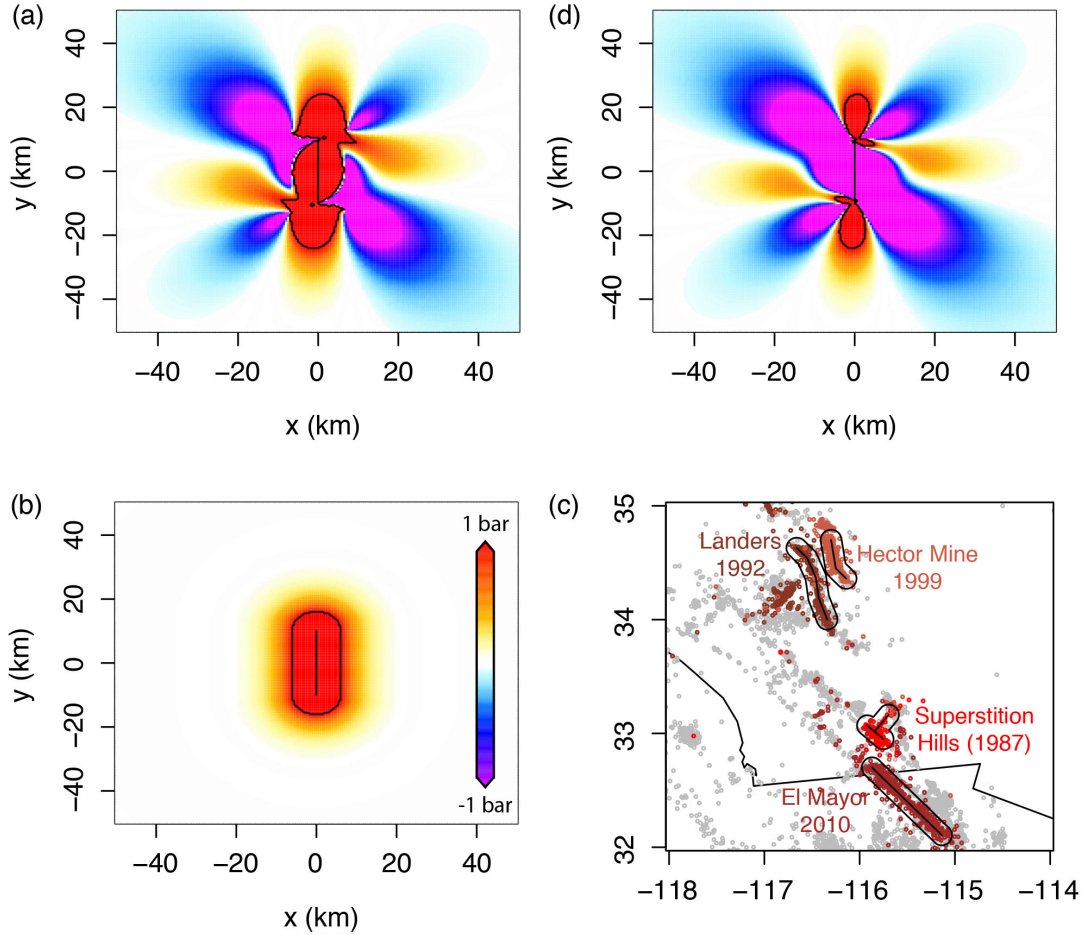 (a)
40
20
0
−20
−40
y (km)
−40
−20
0
20
40
x (km)
(d)
40
20
0
−20
−40
y (km)
−40
−20
0
20
40
x (km)
(b)
40
20
0
−20
−40
y (km)
−40
−20
0
20
40
x (km)
1 bar
-1 bar
(c)
35
34
33
32
−118
−117
−116
−115
−114
Landers
1992
Hector Mine
1999
Superstition
Hills (1987)
El Mayor
2010